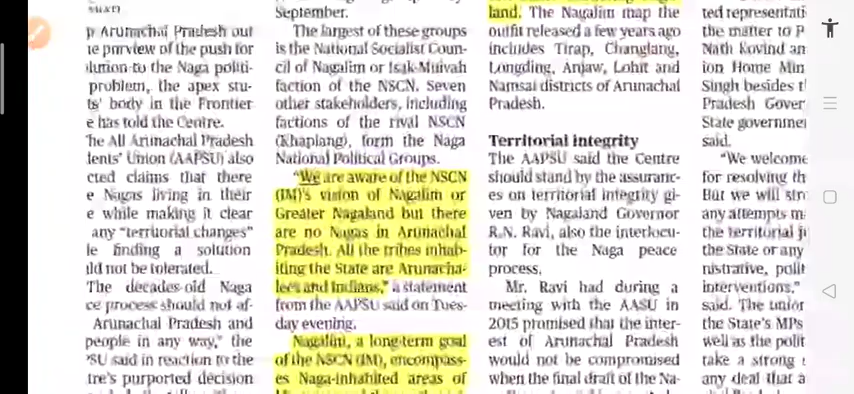 p Arunachal Pradesh out
ie purview of the push for
lution to the Naga politi-
problem, the apex stu-
ts' body in the Frontier
e has told the Centre.
The All Arunachal Pradesh
lents' Union (AAPSU) also
cted claims that there
e Nagas living in their
e while making it clear
any "territorial changes"
le finding a solution
ld not be tolerated.
The decades-old Naga
ce process should not af-
Arunachal Pradesh and
people in any way," the
SU said in reaction to the
tre's purported decision
September.
The largest of these groups
is the National Socialist Coun-
cil of Nagalim or Isak-Muivah
faction of the NSCN. Seven
other stakeholders, including
factions of the rival NSCN
(Khaplang), form the Naga
National Political Groups.
"We are aware of the NSCN
(IM)'s vision of Nagalim or
Greater Nagaland but there
are no Nagas in Arunachal
Pradesh. All the tribes inhab-
iting the State are Arunacha-
lees and Indians," a statement
from the AAPSU said on Tues-
day evening.
Nagalim, a long-term goal
of the NSCN (IM), encompass-
es Naga-inhabited areas of
land. The Nagalim map the
outfit released a few years ago
includes Tirap, Changlang,
Longding, Anjaw, Lohit and
Namsai districts of Arunachal
Pradesh.
Territorial integrity
The AAPSU said the Centre
should stand by the assuranc-
es on territorial integrity gi-
ven by Nagaland Governor
R.N. Ravi, also the interlocu-
tor for the Naga peace
process.
Mr. Ravi had during a
meeting with the AASU in
2015 promised that the inter-
est of Arunachal Pradesh
would not be compromised
when the final draft of the Na-
ted representati
the matter to P
Nath Kovind an
ion Home Min
Singh besides t
Pradesh Gover
State governme
said.
"We welcome
for resolving th
But we will str
any attempts m
the territorial j
the State or any
nistrative, polit
interventions,"
said. The union
the State's MPs
well as the polit
take a strong s
any deal that a